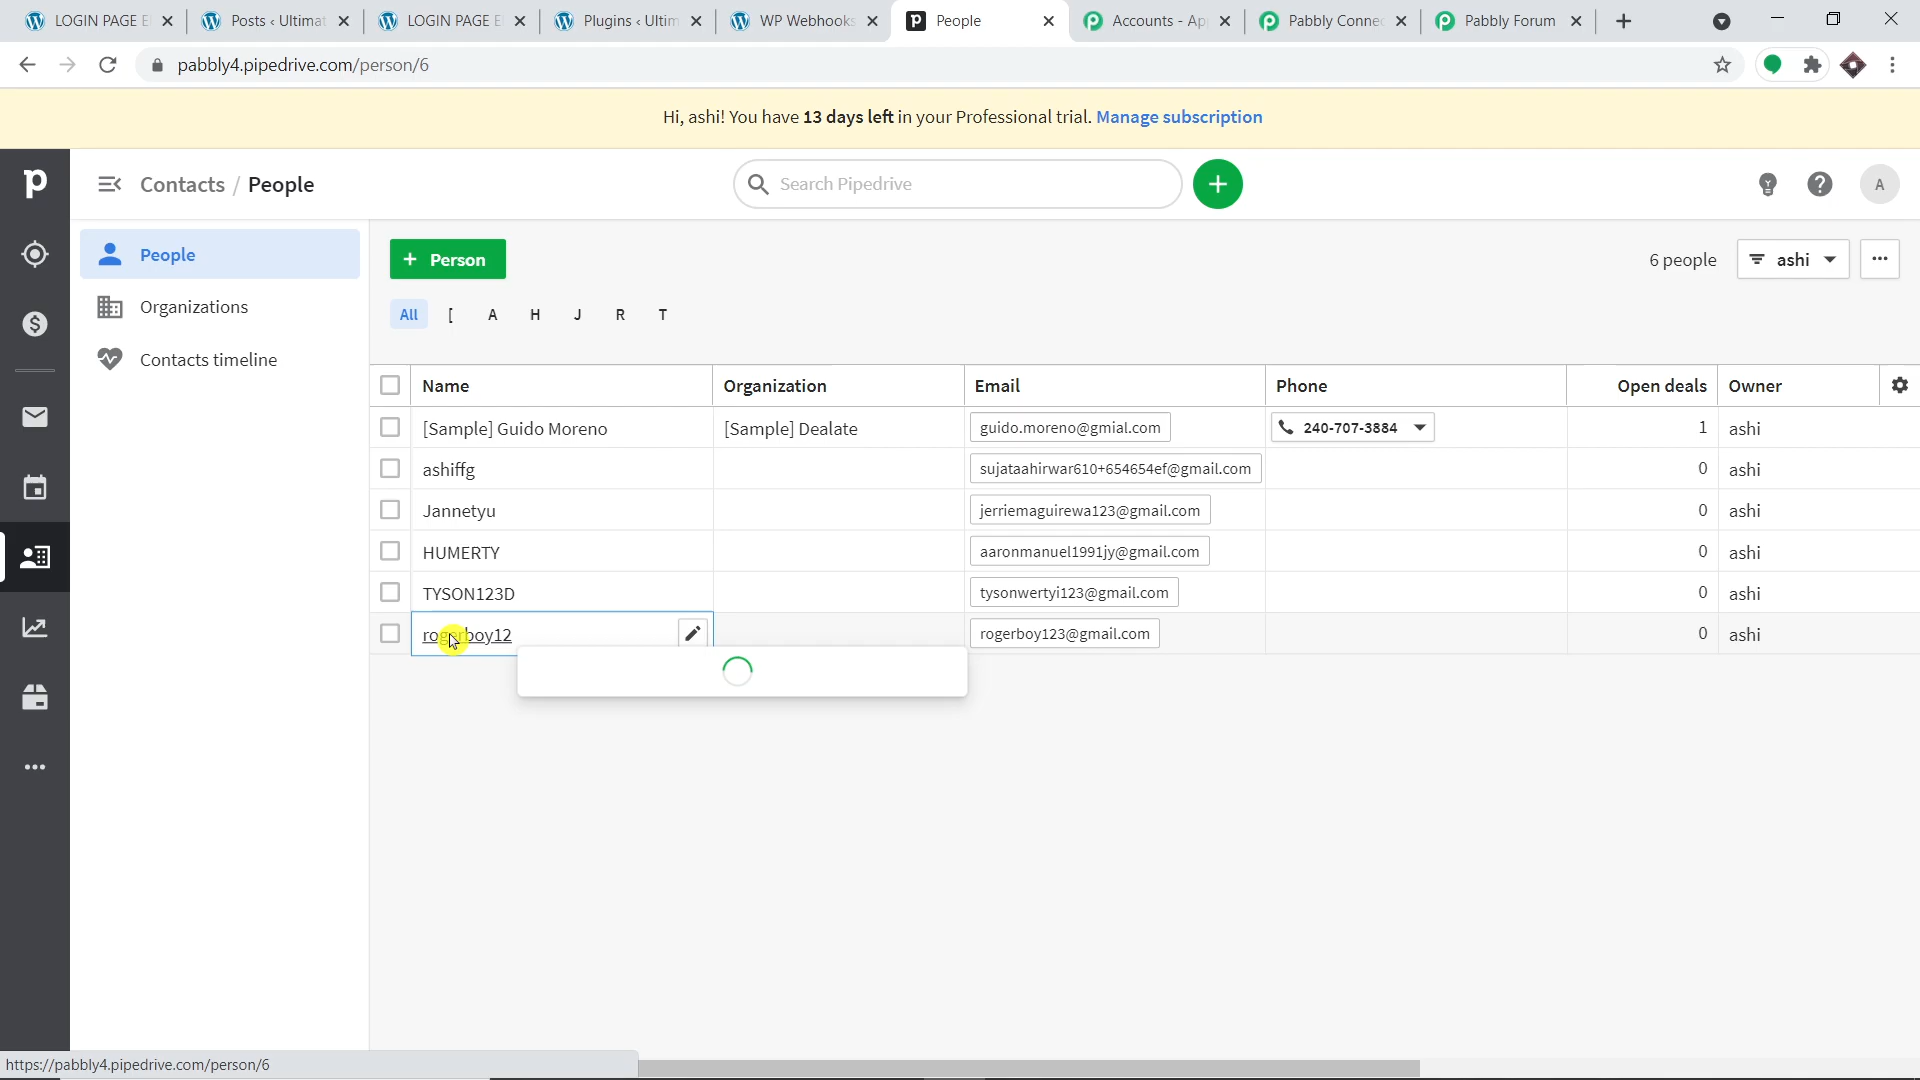 LOGIN PAGE E
Posts ‹ Ultimat
LOGIN PAGE E
Plugins ‹ Ultim
WP Webhooks
People
Accounts - Ap
Pabbly Connec
Pabbly Forum
pabbly4.pipedrive.com/person/6
Hi, ashi! You have 13 days left in your Professional trial. Manage subscription
Contacts / People
Search Pipedrive
A
People
Organizations
Contacts timeline
+ Person
6 people
ashi
All [ A H J R T
Name Organization Email Phone Open deals Owner
[Sample] Guido Moreno [Sample] Dealate guido.moreno@gmial.com 240-707-3884 1 ashi
ashiffg sujataahirwar610+654654ef@gmail.com 0 ashi
Jannetyu jerriemaguirewa123@gmail.com 0 ashi
HUMERTY aaronmanuel1991jy@gmail.com 0 ashi
TYSON123D tysonwertyi123@gmail.com 0 ashi
rogerboy12 rogerboy123@gmail.com 0 ashi
https://pabbly4.pipedrive.com/person/6